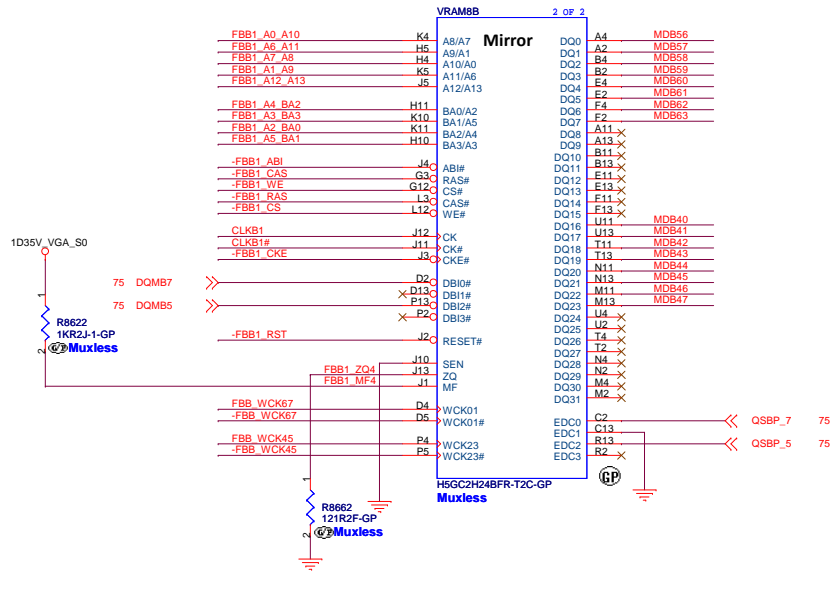 VRAM8B 2 OF 2
Mirror
FBB1_A0_A10 K4 A8/A7 DQ0 A4 MDB56
FBB1_A6_A11 H5 A9/A1 DQ1 A2 MDB57
FBB1_A7_A8 H4 A10/A0 DQ2 B4 MDB58
FBB1_A1_A9 K5 A11/A6 DQ3 B2 MDB59
FBB1_A12_A13 J5 A12/A13 DQ4 E4 MDB60
DQ5 E2 MDB61
FBB1_A4_BA2 H11 BA0/A2 DQ6 F4 MDB62
FBB1_A3_BA3 K10 BA1/A5 DQ7 F2 MDB63
FBB1_A2_BA0 K11 BA2/A4 DQ8 A11
FBB1_A5_BA1 H10 BA3/A3 DQ9 A13
DQ10 B11
-FBB1_ABI J4 ABI# DQ11 B13
-FBB1_CAS G3 RAS# DQ12 E11
-FBB1_WE G12 CS# DQ13 E13
-FBB1_RAS L3 CAS# DQ14 F11
-FBB1_CS L12 WE# DQ15 F13
DQ16 U11 MDB40
CLKB1 J12 CK DQ17 U13 MDB41
CLKB1# J11 CK# DQ18 T11 MDB42
-FBB1_CKE J3 CKE# DQ19 T13 MDB43
DQ20 N11 MDB44
75 DQMB7 D2 DBI0# DQ21 N13 MDB45
D13 DBI1# DQ22 M11 MDB46
75 DQMB5 P13 DBI2# DQ23 M13 MDB47
P2 DBI3# DQ24 U4
DQ25 U2
-FBB1_RST J2 RESET# DQ26 T4
DQ27 T2
J10 SEN DQ28 N4
FBB1_ZQ4 J13 ZQ DQ29 N2
FBB1_MF4 J1 MF DQ30 M4
DQ31 M2
FBB_WCK67 D4 WCK01
-FBB_WCK67 D5 WCK01# EDC0 C2 QSBP_7 75
EDC1 C13
FBB_WCK45 P4 WCK23 EDC2 R13 QSBP_5 75
-FBB_WCK45 P5 WCK23# EDC3 R2
1D35V_VGA_S0
1
R8622
1KR2J-1-GP
2 GP Muxless
GP
H5GC2H24BFR-T2C-GP
Muxless
1
R8662
121R2F-GP
2 GP Muxless